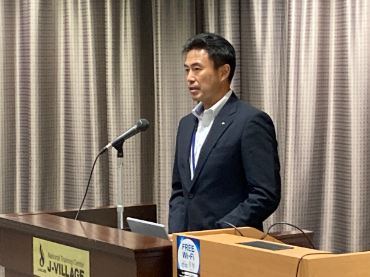 National Training Center
J-VILLAGE
FREE
Wi-Fi